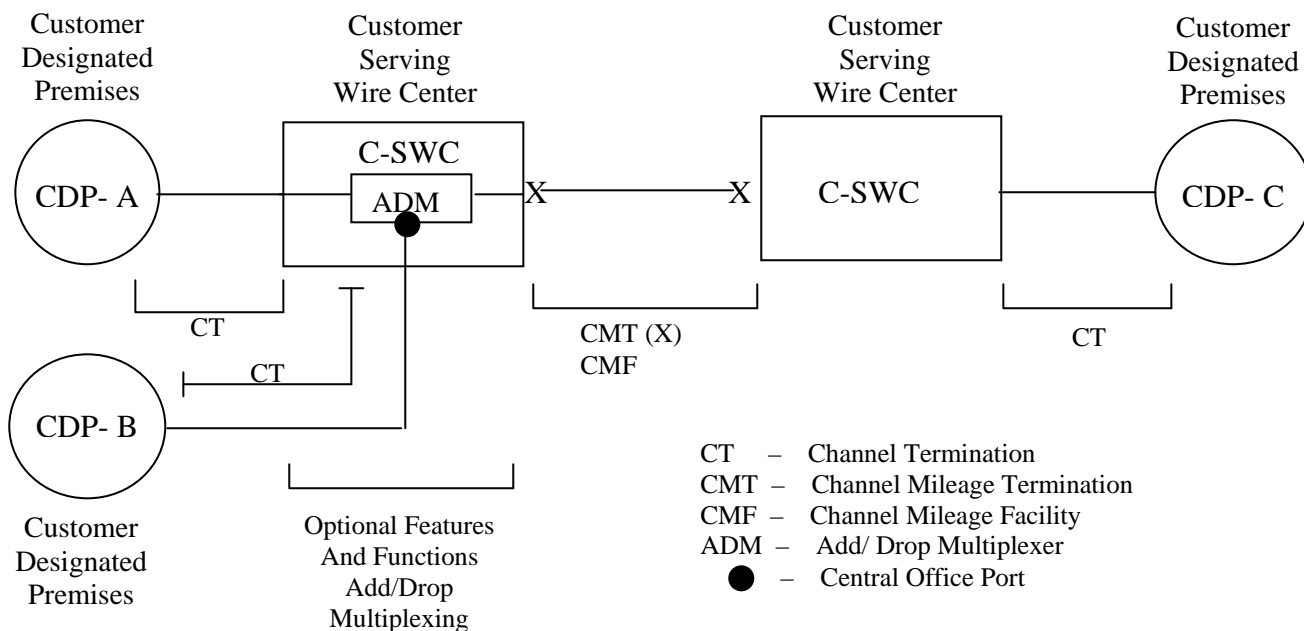 Customer
Designated
Premises
Customer
Serving
Wire Center
Customer
Serving
Wire Center
Customer
Designated
Premises
CDP- A
C-SWC
ADM
X
X
C-SWC
CDP- C
CT
CMT (X)
CMF
CT
CT
CDP- B
Customer
Designated
Premises
Optional Features
And Functions
Add/Drop
Multiplexing
CT – Channel Termination
CMT – Channel Mileage Termination
CMF – Channel Mileage Facility
ADM – Add/ Drop Multiplexer
– Central Office Port